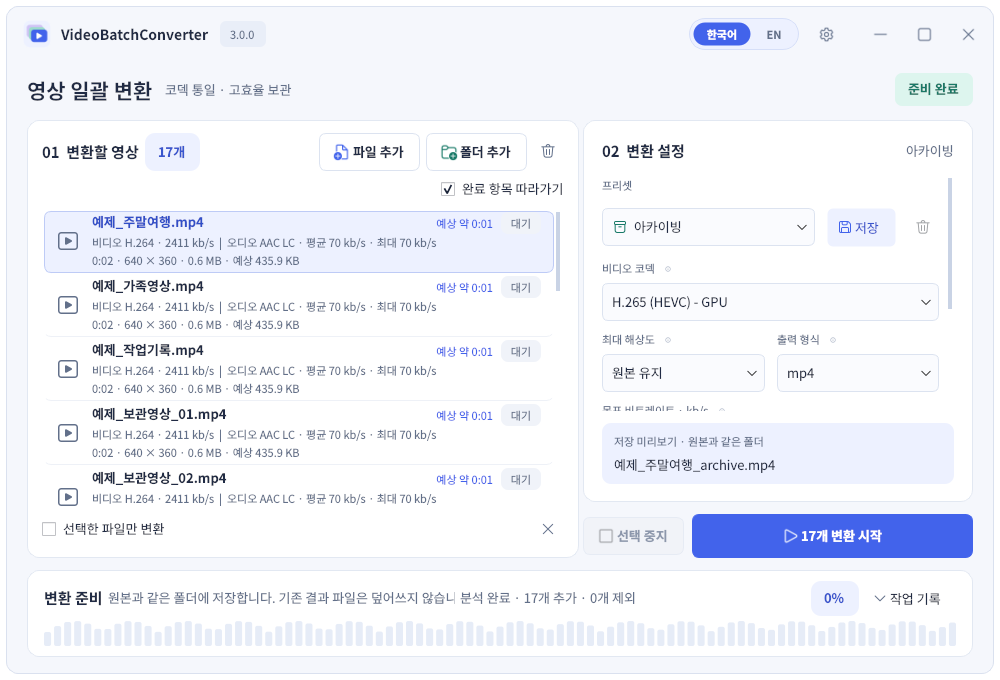 VideoBatchConverter 3.0.0 한국어 EN
영상 일괄 변환 코덱 통일 · 고효율 보관 준비 완료
01 변환할 영상 17개 파일 추가 폴더 추가
완료 항목 따라가기
예제_주말여행.mp4 예상 약 0:01 대기
비디오 H.264 · 2411 kb/s | 오디오 AAC LC · 평균 70 kb/s · 최대 70 kb/s
0:02 · 640 × 360 · 0.6 MB · 예상 435.9 KB
예제_가족영상.mp4 예상 약 0:01 대기
비디오 H.264 · 2411 kb/s | 오디오 AAC LC · 평균 70 kb/s · 최대 70 kb/s
0:02 · 640 × 360 · 0.6 MB · 예상 435.9 KB
예제_작업기록.mp4 예상 약 0:01 대기
비디오 H.264 · 2411 kb/s | 오디오 AAC LC · 평균 70 kb/s · 최대 70 kb/s
0:02 · 640 × 360 · 0.6 MB · 예상 435.9 KB
예제_보관영상_01.mp4 예상 약 0:01 대기
비디오 H.264 · 2411 kb/s | 오디오 AAC LC · 평균 70 kb/s · 최대 70 kb/s
0:02 · 640 × 360 · 0.6 MB · 예상 435.9 KB
예제_보관영상_02.mp4 예상 약 0:01 대기
비디오 H.264 · 2411 kb/s | 오디오 AAC LC · 평균 70 kb/s · 최대 70 kb/s
선택한 파일만 변환
02 변환 설정 아카이빙
프리셋
아카이빙 저장
비디오 코덱
H.265 (HEVC) - GPU
최대 해상도 출력 형식
원본 유지 mp4
목표 비트레이트 · kb/s
저장 미리보기 · 원본과 같은 폴더
예제_주말여행_archive.mp4
선택 중지 17개 변환 시작
변환 준비 원본과 같은 폴더에 저장합니다. 기존 결과 파일은 덮어쓰지 않습니 분석 완료 · 17개 추가 · 0개 제외 0% 작업 기록